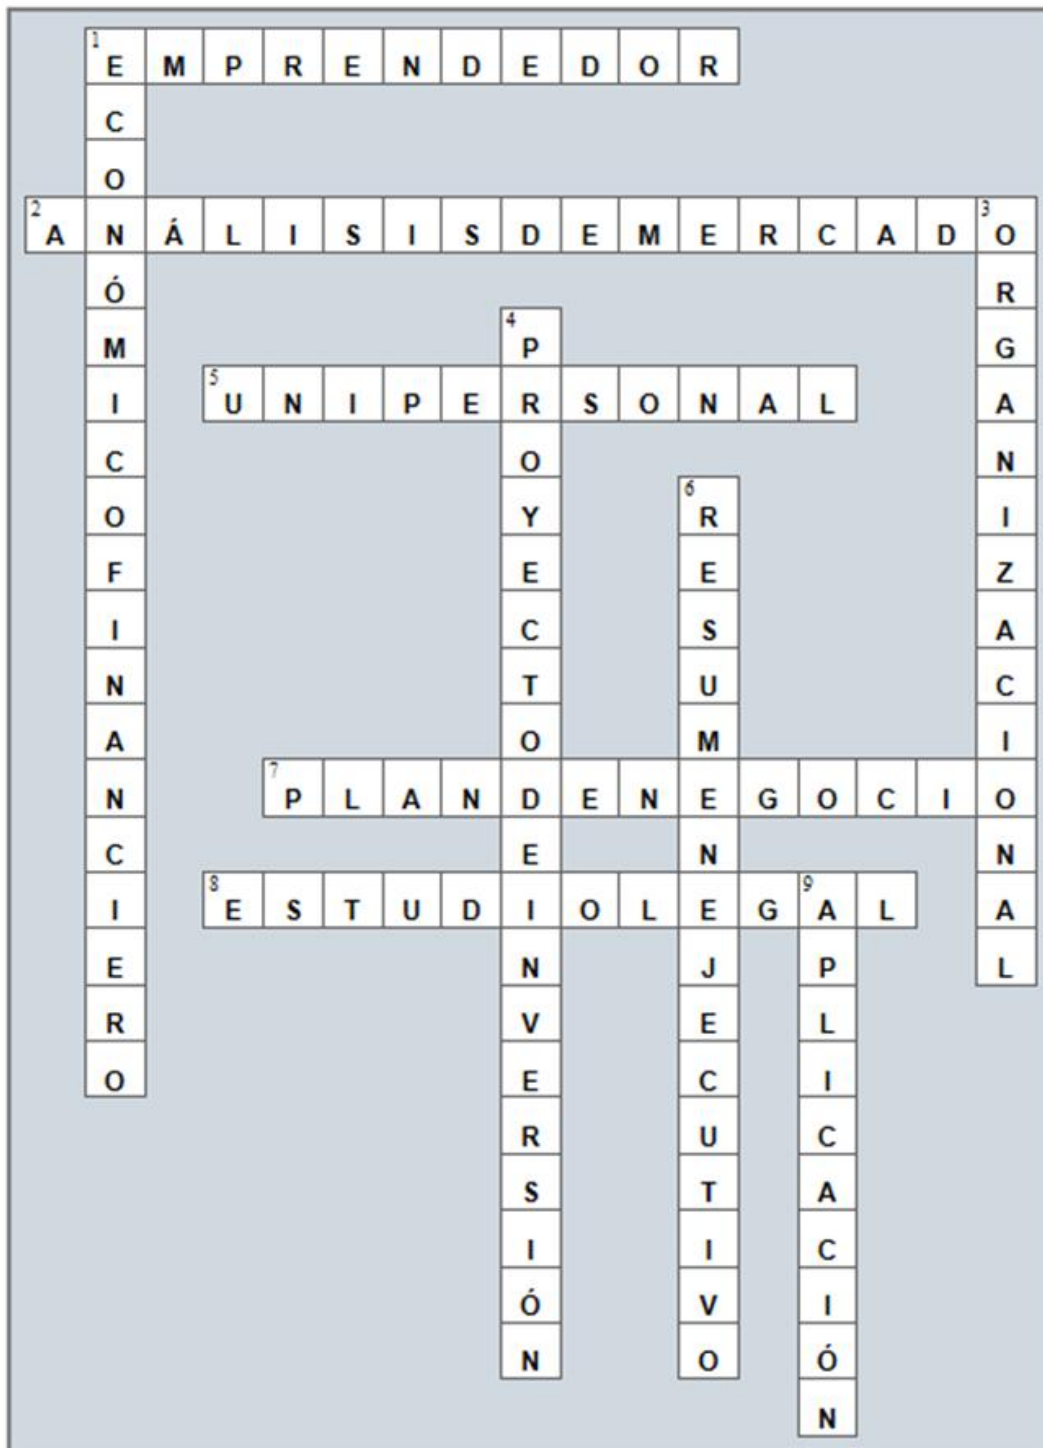 1 EMPRENDEDOR
1 ECONÓMICOFINANCIERO
2 ANÁLISISDEMERCADO
3 ORGANIZACIONAL
4 PROYECTODEINVERSIÓN
5 UNIPERSONAL
6 RESUMENEJECUTIVO
7 PLANDENEGOCIO
8 ESTUDIOLEGAL
9 APLICACIÓN